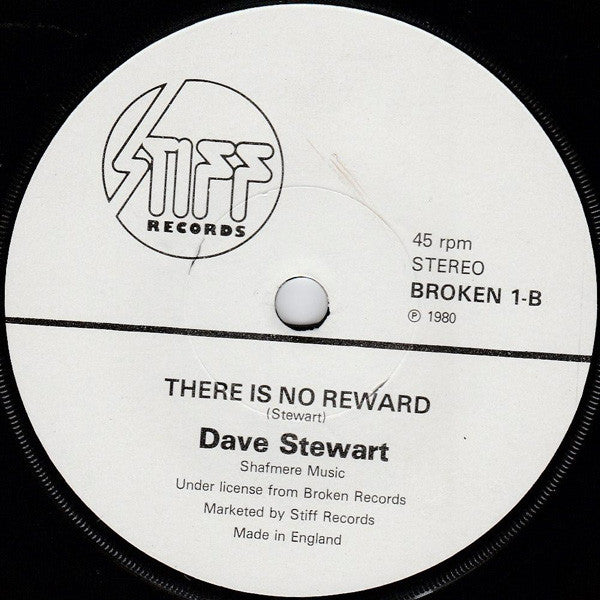 STIFF
RECORDS
45 rpm
STEREO
BROKEN 1-B
℗ 1980
THERE IS NO REWARD
(Stewart)
Dave Stewart
Shafmere Music
Under license from Broken Records
Marketed by Stiff Records
Made in England